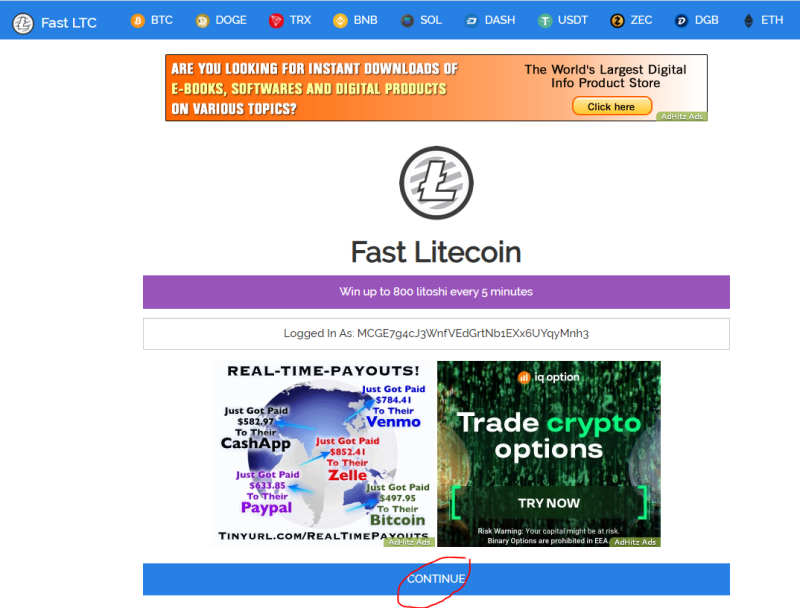 Fast LTC BTC DOGE TRX BNB SOL DASH USDT ZEC DGB ETH
ARE YOU LOOKING FOR INSTANT DOWNLOADS OF
E-BOOKS, SOFTWARES AND DIGITAL PRODUCTS
ON VARIOUS TOPICS?
The World's Largest Digital
Info Product Store
Click here
AdHitz Ads
Fast Litecoin
Win up to 800 litoshi every 5 minutes
Logged In As: MCGE7g4cJ3WnfVEdGrtNb1EXx6UYqyMnh3
REAL-TIME-PAYOUTS!
Just Got Paid
$784.41
To Their
Venmo
Just Got Paid
$582.97
To Their
CashApp
Just Got Paid
$852.41
To Their
Zelle
Just Got Paid
$633.85
To Their
Paypal
Just Got Paid
$497.95
To Their
Bitcoin
TINYURL.COM/REALTIMEPAYOUTS
AdHitz Ads
iq option
Trade crypto
options
TRY NOW
Risk Warning: Your capital might be at risk.
Binary Options are prohibited in EEA.
AdHitz Ads
CONTINUE